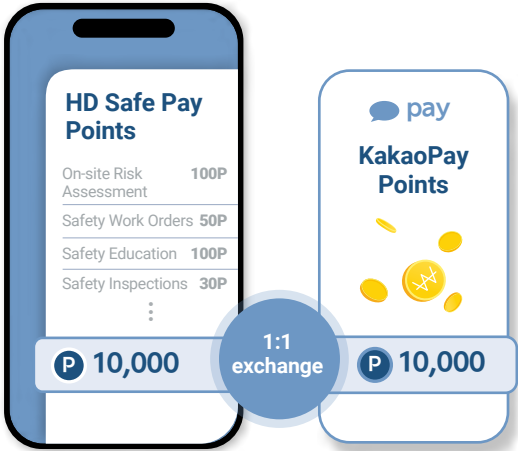 HD Safe Pay
Points
On-site Risk
Assessment
100P
Safety Work Orders 50P
Safety Education 100P
Safety Inspections 30P
P 10,000
1:1
exchange
pay
KakaoPay
Points
₩
P 10,000